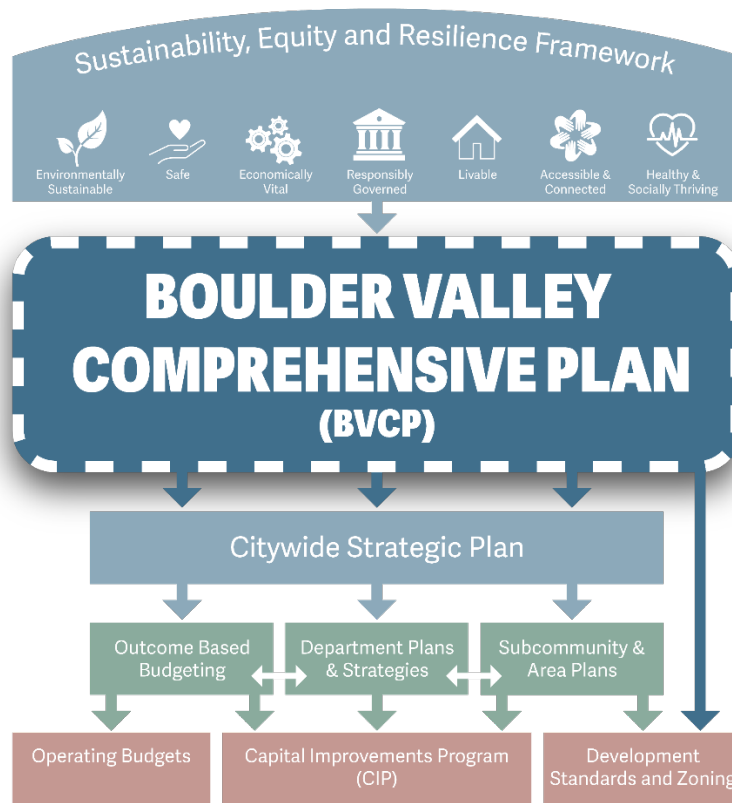 Sustainability, Equity and Resilience Framework
Environmentally
Sustainable
Safe
Economically
Vital
Responsibly
Governed
Livable
Accessible &
Connected
Healthy &
Socially Thriving
BOULDER VALLEY
COMPREHENSIVE PLAN
(BVCP)
Citywide Strategic Plan
Outcome Based
Budgeting
Department Plans
& Strategies
Subcommunity &
Area Plans
Operating Budgets
Capital Improvements Program
(CIP)
Development
Standards and Zoning